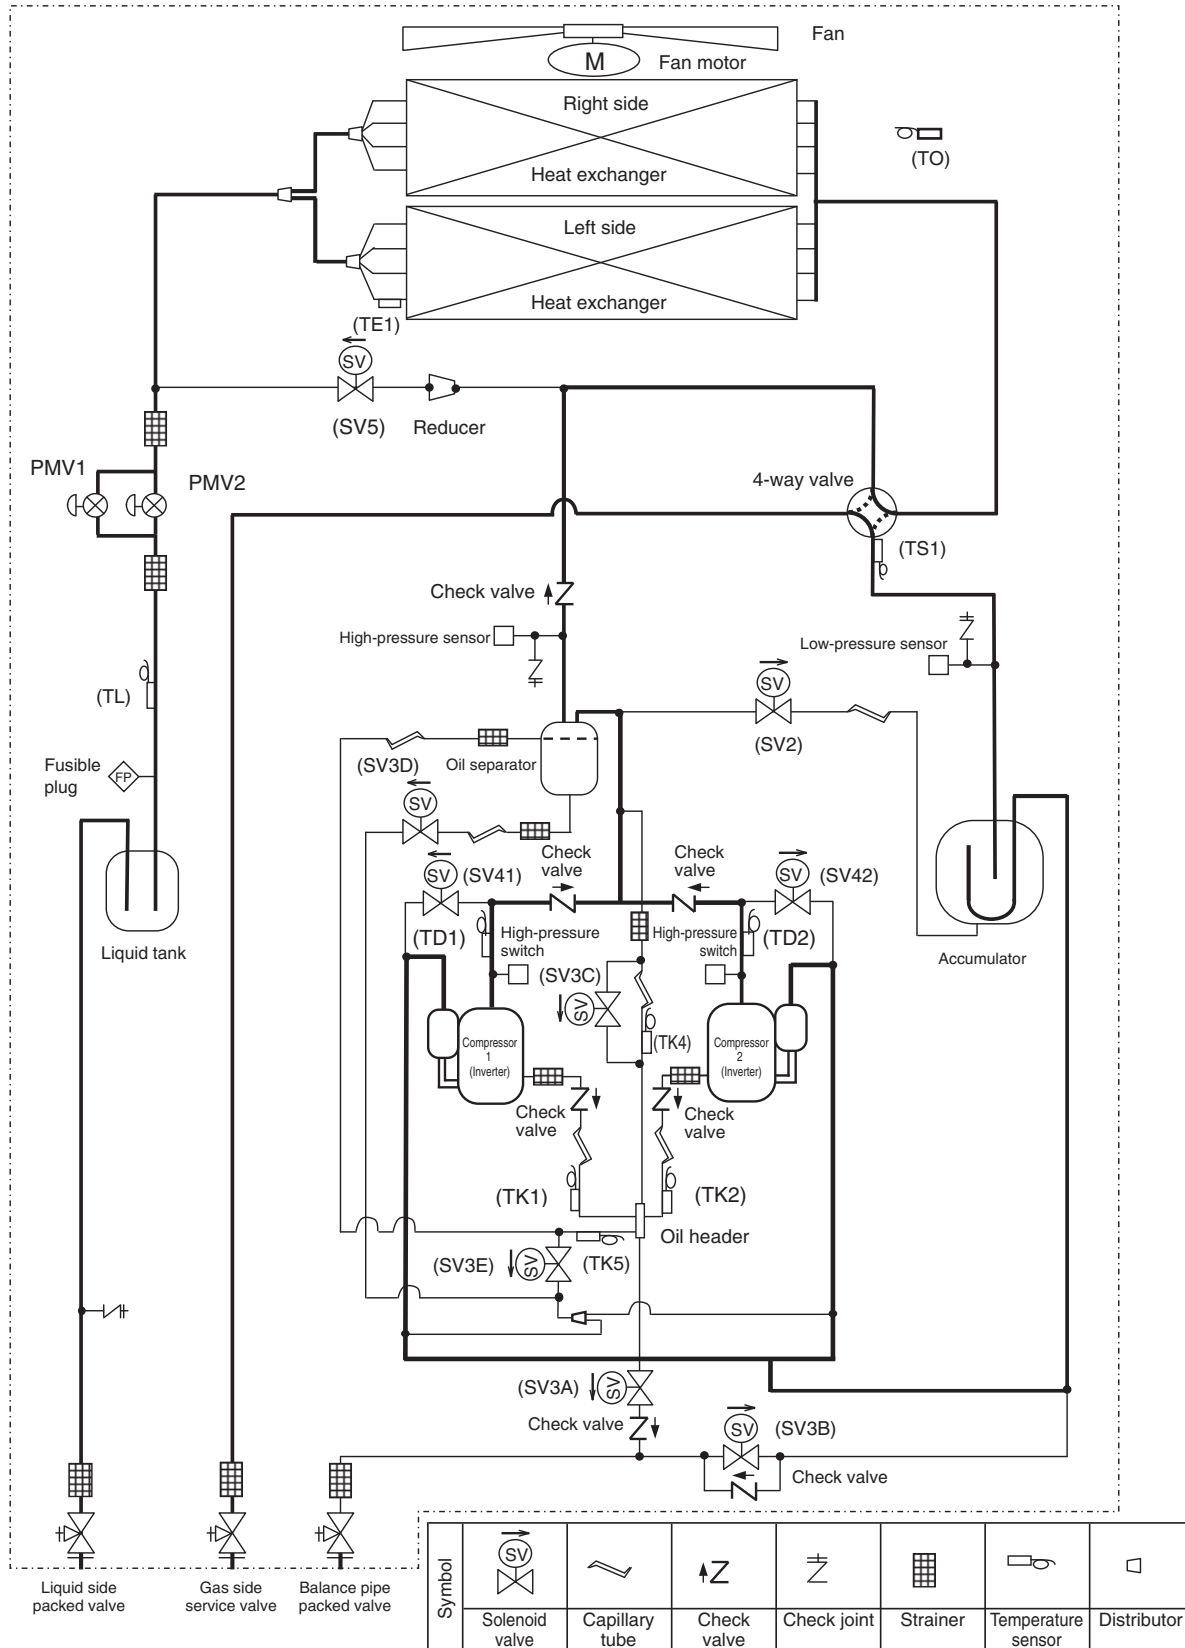 Fan
M
Fan motor
Right side
Heat exchanger
(TO)
Left side
Heat exchanger
(TE1)
SV
(SV5)
Reducer
PMV1
PMV2
4-way valve
(TS1)
Check valve
High-pressure sensor
Low-pressure sensor
(TL)
SV
(SV2)
Fusible
plug
FP
(SV3D)
Oil separator
SV
Check
valve
Check
valve
SV
(SV41)
SV
(SV42)
(TD1)
High-pressure
switch
High-pressure
switch
(TD2)
Liquid tank
Accumulator
(SV3C)
SV
(TK4)
Compressor
1
(Inverter)
Compressor
2
(Inverter)
Check
valve
Check
valve
(TK1)
(TK2)
Oil header
(SV3E)
SV
(TK5)
(SV3A)
SV
Check valve
SV
(SV3B)
Check valve
Liquid side
packed valve
Gas side
service valve
Balance pipe
packed valve
Symbol
SV
Solenoid
valve
Capillary
tube
Check
valve
Check joint
Strainer
Temperature
sensor
Distributor